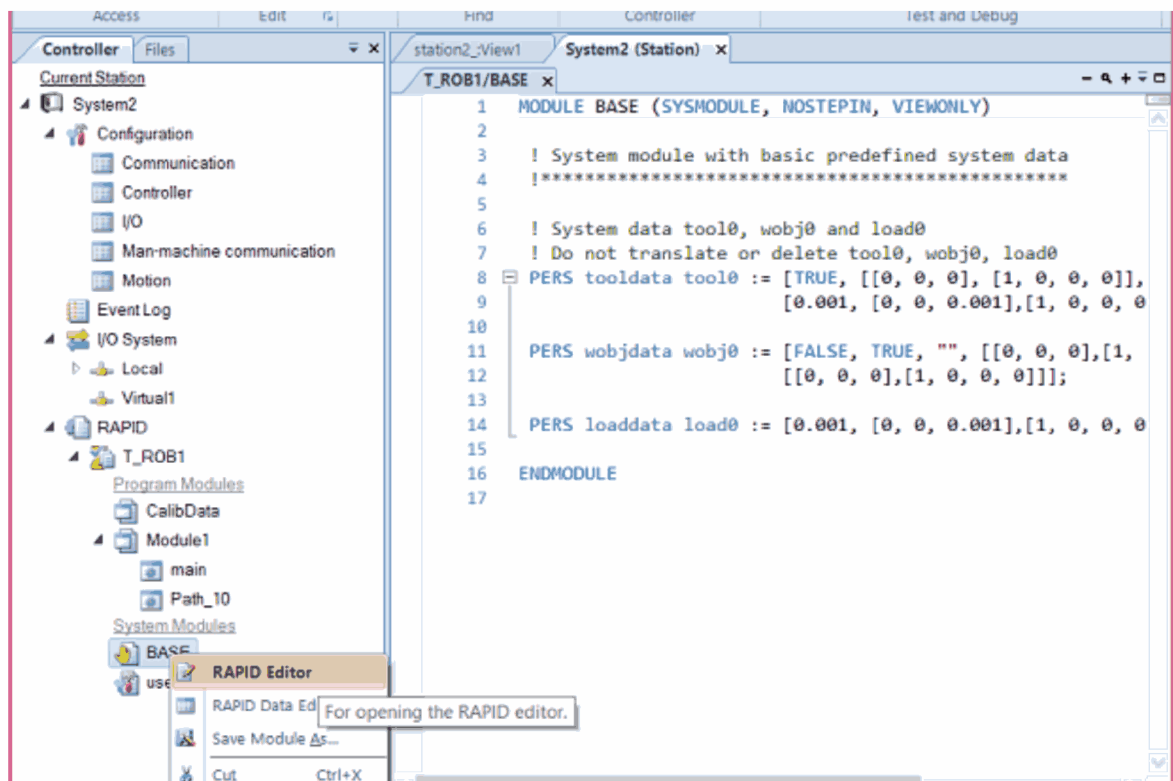 Access Edit Find Controller Test and Debug
Controller Files
station2_:View1 System2 (Station)
Current Station
T_ROB1/BASE
System2
Configuration
Communication
Controller
I/O
Man-machine communication
Motion
Event Log
I/O System
Local
Virtual1
RAPID
T_ROB1
Program Modules
CalibData
Module1
main
Path_10
System Modules
BASE
use
RAPID Editor
RAPID Data Ed
For opening the RAPID editor.
Save Module As...
Cut Ctrl+X
1 MODULE BASE (SYSMODULE, NOSTEPIN, VIEWONLY)
2
3 ! System module with basic predefined system data
4 !************************************************
5
6 ! System data tool0, wobj0 and load0
7 ! Do not translate or delete tool0, wobj0, load0
8 PERS tooldata tool0 := [TRUE, [[0, 0, 0], [1, 0, 0, 0]],
9 [0.001, [0, 0, 0.001],[1, 0, 0, 0
10
11 PERS wobjdata wobj0 := [FALSE, TRUE, "", [[0, 0, 0],[1,
12 [[0, 0, 0],[1, 0, 0, 0]]];
13
14 PERS loaddata load0 := [0.001, [0, 0, 0.001],[1, 0, 0, 0
15
16 ENDMODULE
17